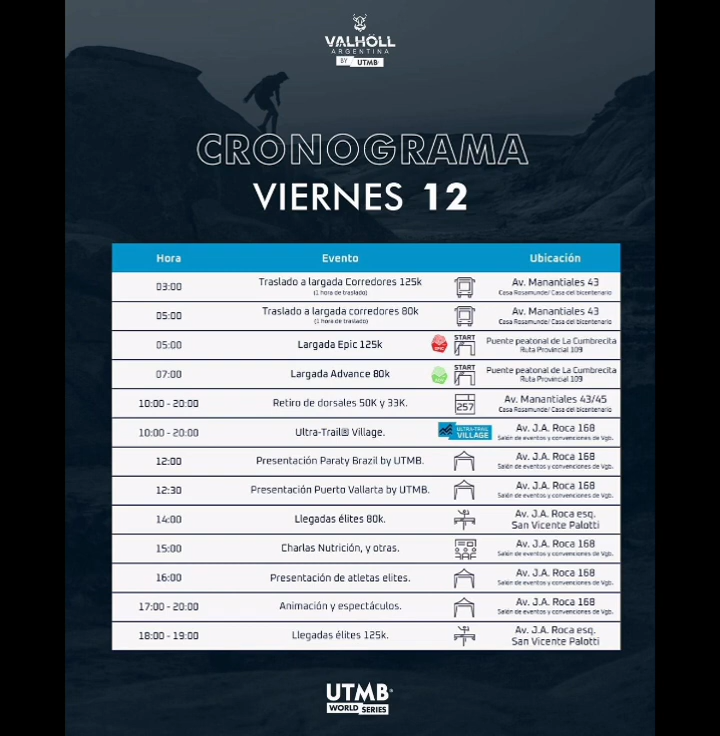 VALHÖLL
ARGENTINA
BY UTMB®
CRONOGRAMA
VIERNES 12
Hora Evento Ubicación
03:00 Traslado a largada Corredores 125k Av. Manantiales 43
(1 hora de traslado) Casa Rosamunde/ Casa del bicentenario
05:00 Traslado a largada corredores 80k Av. Manantiales 43
(1 hora de traslado) Casa Rosamunde/ Casa del bicentenario
05:00 Largada Epic 125k START Puente peatonal de La Cumbrecita
Ruta Provincial 109
07:00 Largada Advance 80k START Puente peatonal de La Cumbrecita
Ruta Provincial 109
10:00 - 20:00 Retiro de dorsales 50K y 33K. 257 Av. Manantiales 43/45
Casa Rosamunde/ Casa del bicentenario
10:00 - 20:00 Ultra-Trail® Village. ULTRA-TRAIL VILLAGE Av. J.A. Roca 168
Salón de eventos y convenciones de Vgb.
12:00 Presentación Paraty Brazil by UTMB. Av. J.A. Roca 168
Salón de eventos y convenciones de Vgb.
12:30 Presentación Puerto Vallarta by UTMB. Av. J.A. Roca 168
Salón de eventos y convenciones de Vgb.
14:00 Llegadas élites 80k. Av. J.A. Roca esq.
San Vicente Palotti
15:00 Charlas Nutrición, y otras. Av. J.A. Roca 168
Salón de eventos y convenciones de Vgb.
16:00 Presentación de atletas elites. Av. J.A. Roca 168
Salón de eventos y convenciones de Vgb.
17:00 - 20:00 Animación y espectáculos. Av. J.A. Roca 168
Salón de eventos y convenciones de Vgb.
18:00 - 19:00 Llegadas élites 125k. Av. J.A. Roca esq.
San Vicente Palotti
UTMB®
WORLD SERIES